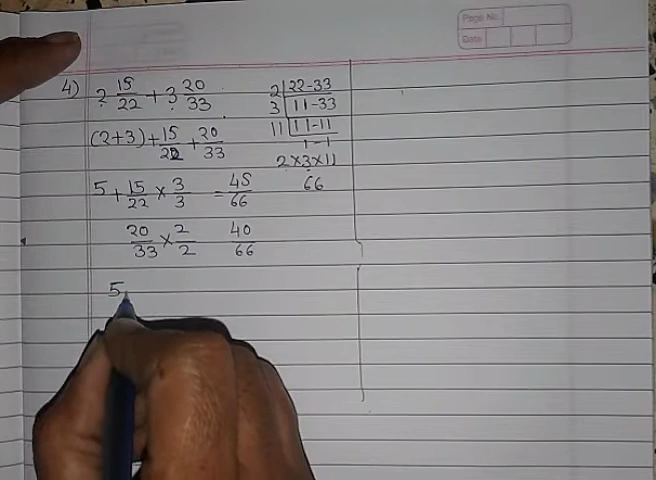 Page No.
Date
4) 2 15/22 + 3 20/33
2 | 22-33
3 | 11-33
11 | 11-11
1-1
2×3×11
66
(2+3)+15/22+20/33
5+15/22×3/3 =45/66
20/33×2/2 40/66
5